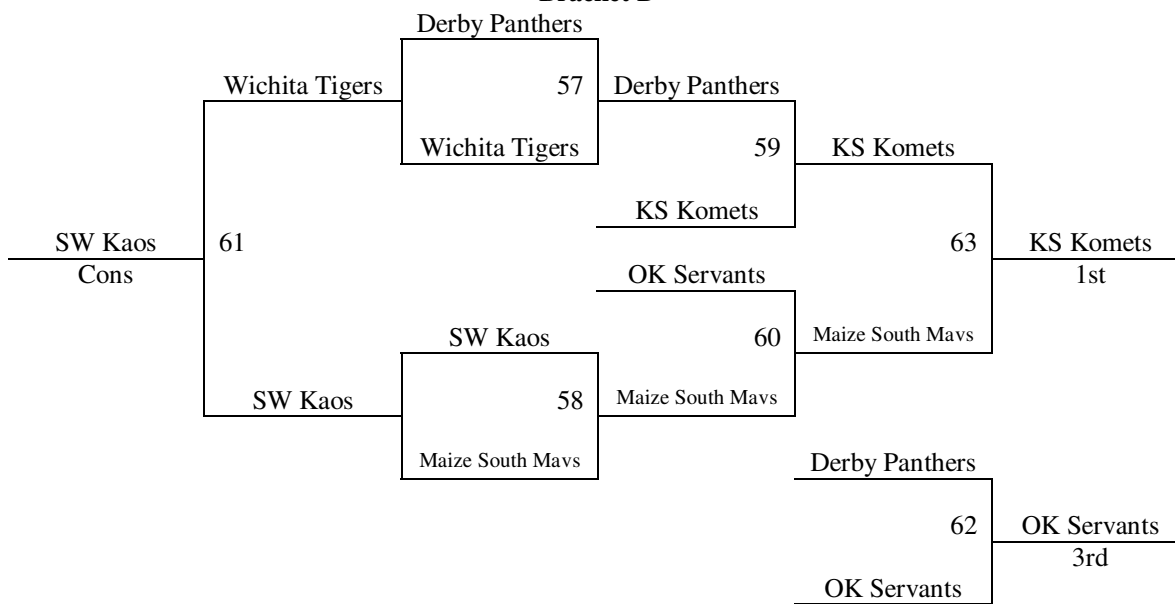 Derby Panthers
Wichita Tigers 57 Derby Panthers
Wichita Tigers 59 KS Komets
KS Komets
SW Kaos 61 63 KS Komets
Cons OK Servants 1st
SW Kaos 60 Maize South Mavs
SW Kaos 58 Maize South Mavs
Maize South Mavs Derby Panthers
62 OK Servants
3rd
OK Servants